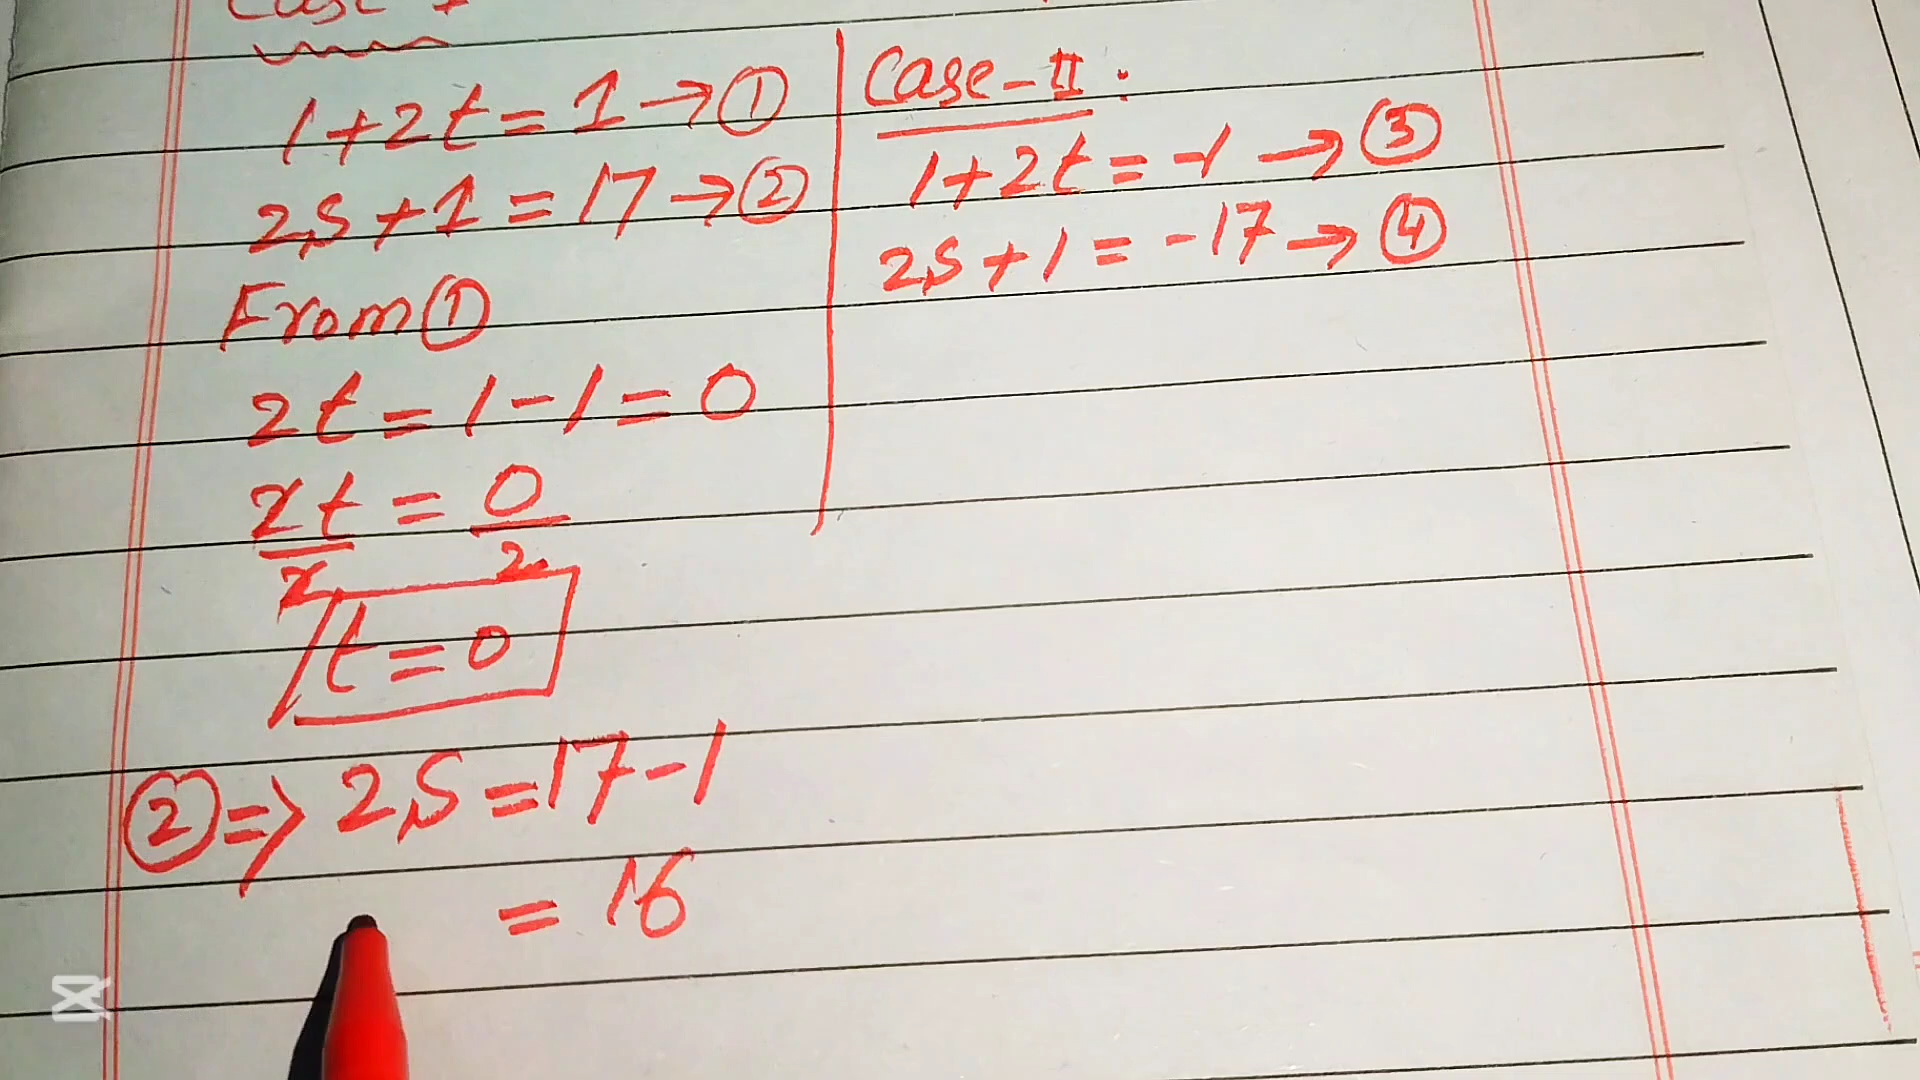 Case-I
1+2t=1→①
2s+1=17→②
From①
2t=1-1=0
2t/2=0/2
t=0
②⇒2s=17-1
=16
Case-II:
1+2t=-1→③
2s+1=-17→④